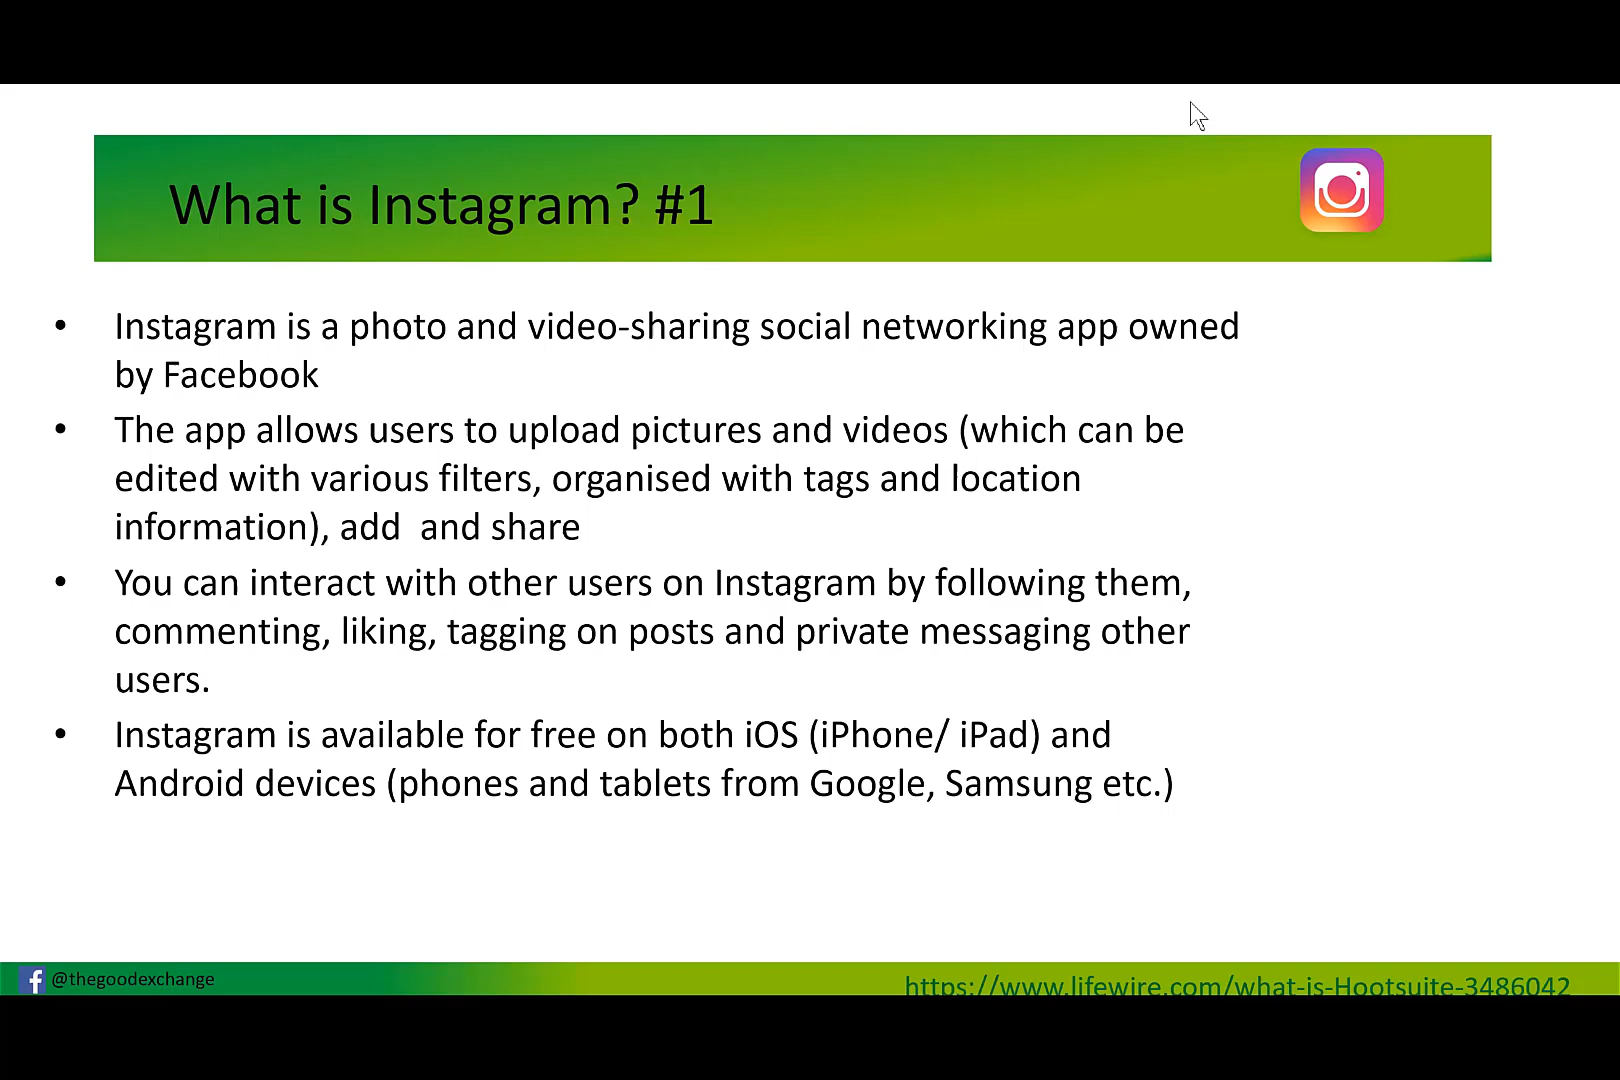 What is Instagram? #1
• Instagram is a photo and video-sharing social networking app owned
by Facebook
• The app allows users to upload pictures and videos (which can be
edited with various filters, organised with tags and location
information), add  and share
• You can interact with other users on Instagram by following them,
commenting, liking, tagging on posts and private messaging other
users.
• Instagram is available for free on both iOS (iPhone/ iPad) and
Android devices (phones and tablets from Google, Samsung etc.)
@thegoodexchange
https://www.lifewire.com/what-is-Hootsuite-3486042